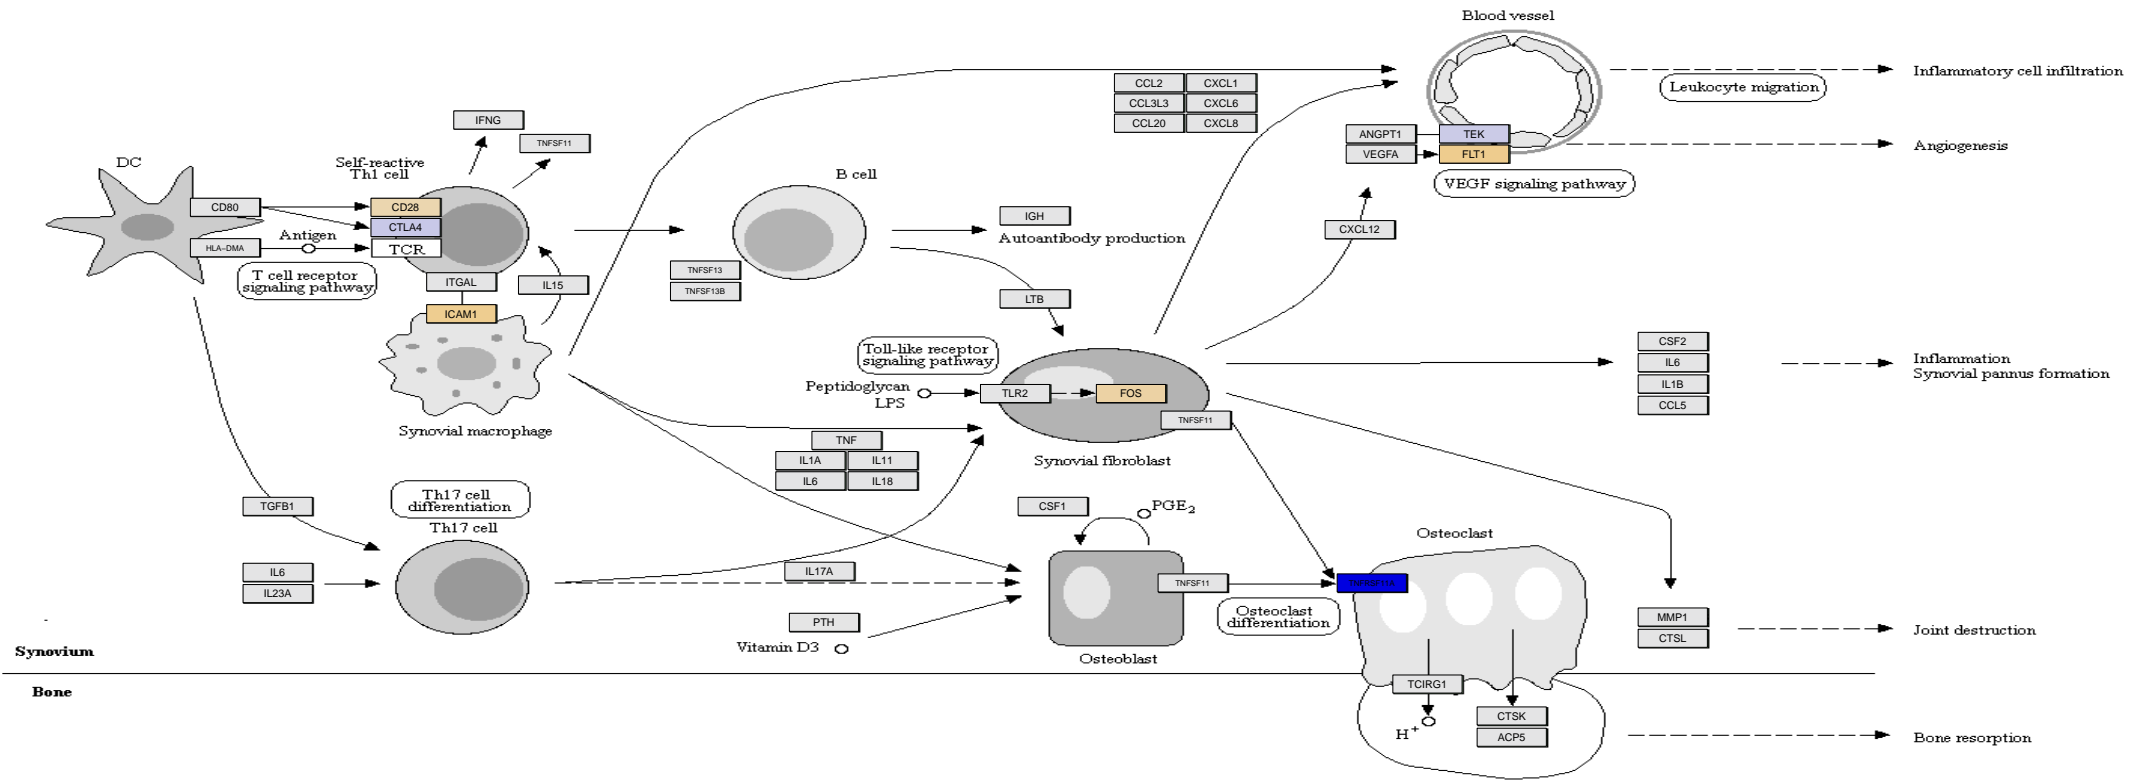 Blood vessel
CCL2 CXCL1
CCL3L3 CXCL6
CCL20 CXCL8
Inflammatory cell infiltration
Leukocyte migration
ANGPT1 TEK
VEGFA FLT1
Angiogenesis
VEGF signaling pathway
CXCL12
DC
IFNG
TNFSF11
Self-reactive
Th1 cell
CD80
CD28
CTLA4
HLA-DMA
Antigen
TCR
T cell receptor
signaling pathway
ITGAL
IL15
ICAM1
Synovial macrophage
B cell
TNFSF13
TNFSF13B
IGH
Autoantibody production
LTB
Toll-like receptor
signaling pathway
Peptidoglycan
LPS
TLR2
FOS
TNFSF11
Synovial fibroblast
CSF2
IL6
IL1B
CCL5
Inflammation
Synovial pannus formation
TNF
IL1A IL11
IL6 IL18
TGFB1
Th17 cell
differentiation
Th17 cell
IL6
IL23A
IL17A
PTH
Vitamin D3
CSF1
PGE2
TNFSF11
Osteoblast
Osteoclast
differentiation
Osteoclast
TNFRSF11A
MMP1
CTSL
Joint destruction
Synovium
Bone
TCIRG1
H+
CTSK
ACP5
Bone resorption